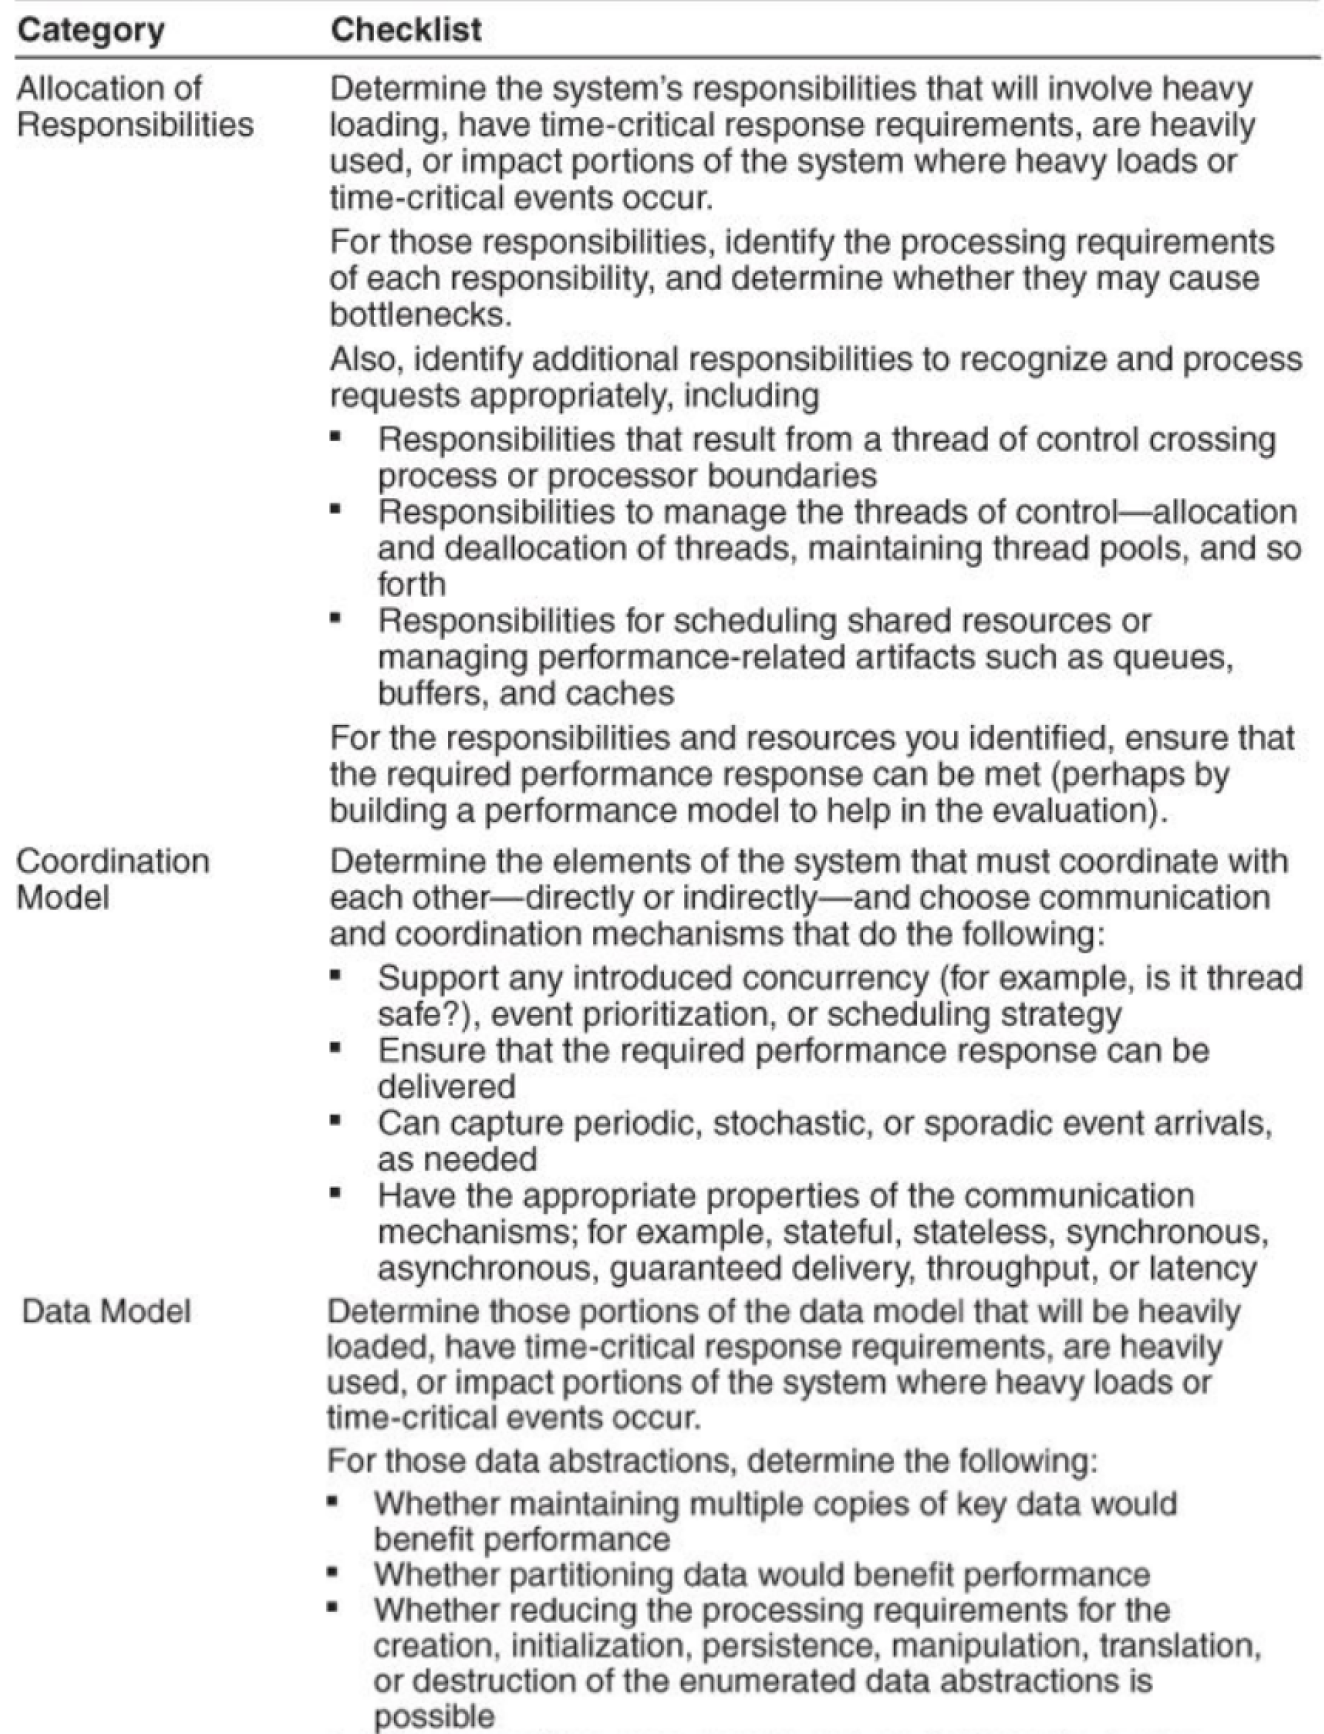 Category Checklist
Allocation of Determine the system's responsibilities that will involve heavy
Responsibilities loading, have time-critical response requirements, are heavily
used, or impact portions of the system where heavy loads or
time-critical events occur.
For those responsibilities, identify the processing requirements
of each responsibility, and determine whether they may cause
bottlenecks.
Also, identify additional responsibilities to recognize and process
requests appropriately, including
▪ Responsibilities that result from a thread of control crossing
process or processor boundaries
▪ Responsibilities to manage the threads of control—allocation
and deallocation of threads, maintaining thread pools, and so
forth
▪ Responsibilities for scheduling shared resources or
managing performance-related artifacts such as queues,
buffers, and caches
For the responsibilities and resources you identified, ensure that
the required performance response can be met (perhaps by
building a performance model to help in the evaluation).
Coordination Determine the elements of the system that must coordinate with
Model each other—directly or indirectly—and choose communication
and coordination mechanisms that do the following:
▪ Support any introduced concurrency (for example, is it thread
safe?), event prioritization, or scheduling strategy
▪ Ensure that the required performance response can be
delivered
▪ Can capture periodic, stochastic, or sporadic event arrivals,
as needed
▪ Have the appropriate properties of the communication
mechanisms; for example, stateful, stateless, synchronous,
asynchronous, guaranteed delivery, throughput, or latency
Data Model Determine those portions of the data model that will be heavily
loaded, have time-critical response requirements, are heavily
used, or impact portions of the system where heavy loads or
time-critical events occur.
For those data abstractions, determine the following:
▪ Whether maintaining multiple copies of key data would
benefit performance
▪ Whether partitioning data would benefit performance
▪ Whether reducing the processing requirements for the
creation, initialization, persistence, manipulation, translation,
or destruction of the enumerated data abstractions is
possible